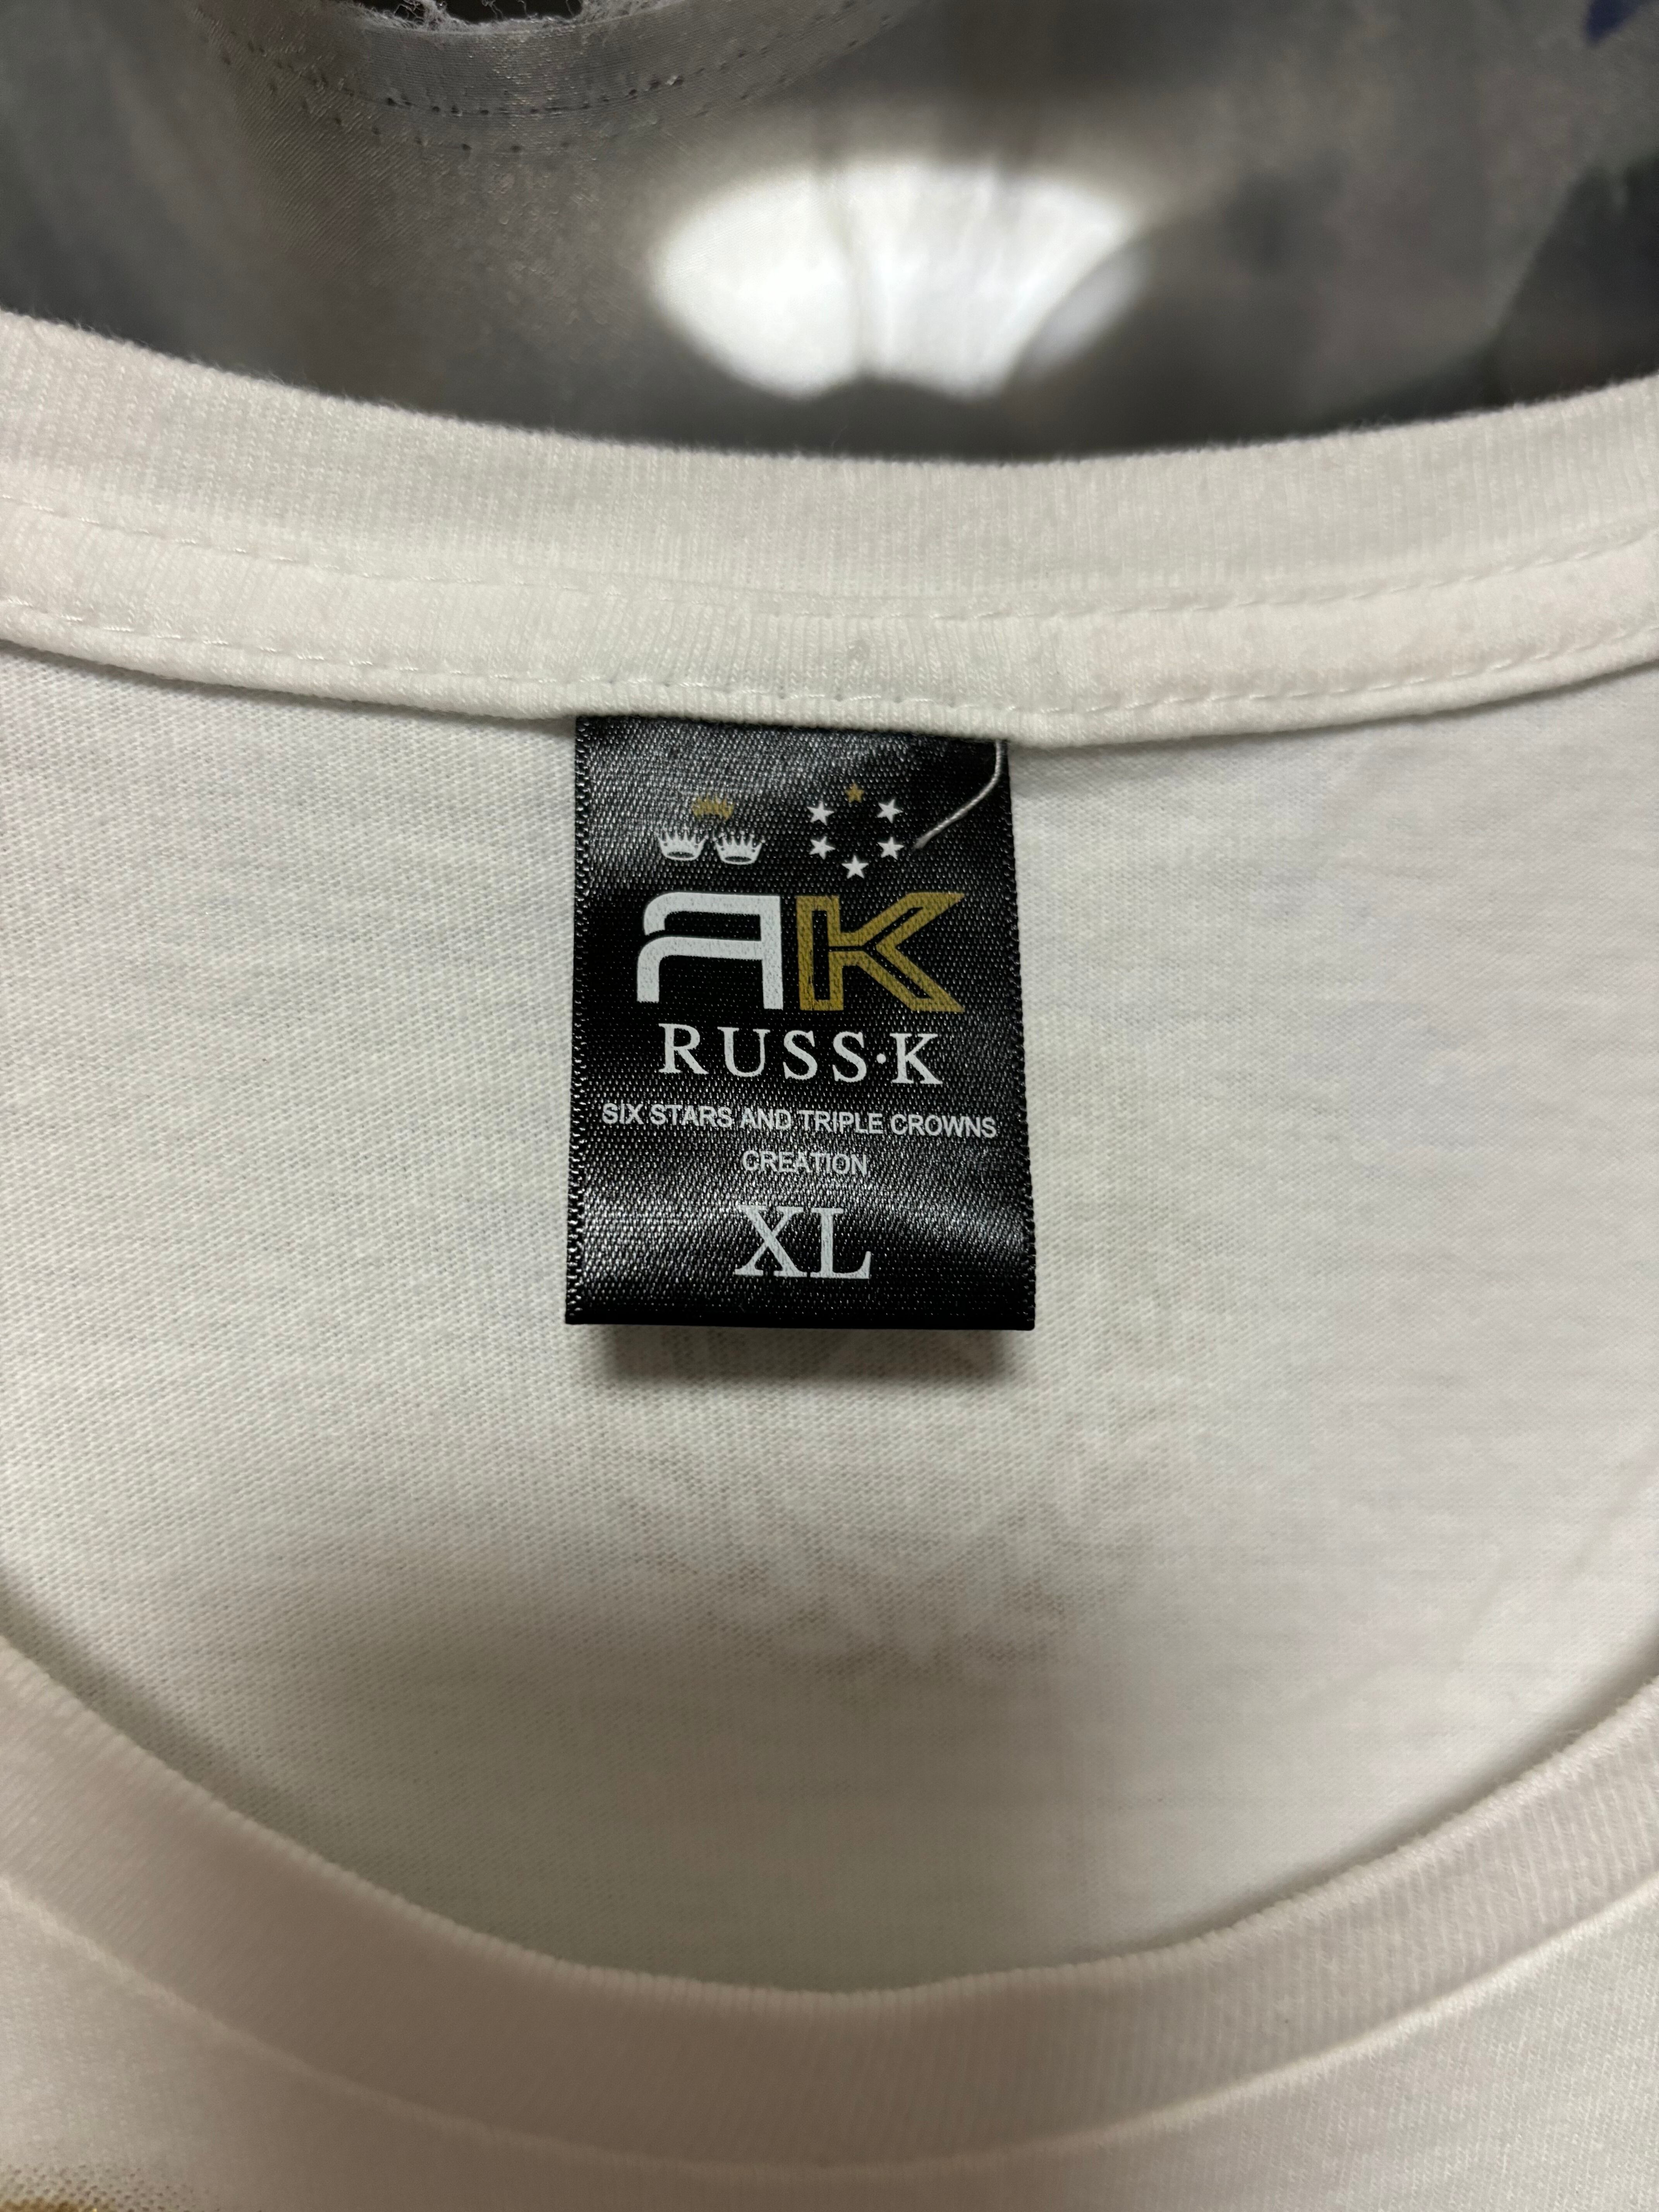 RK
RUSS·K
SIX STARS AND TRIPLE CROWNS
CREATION
XL